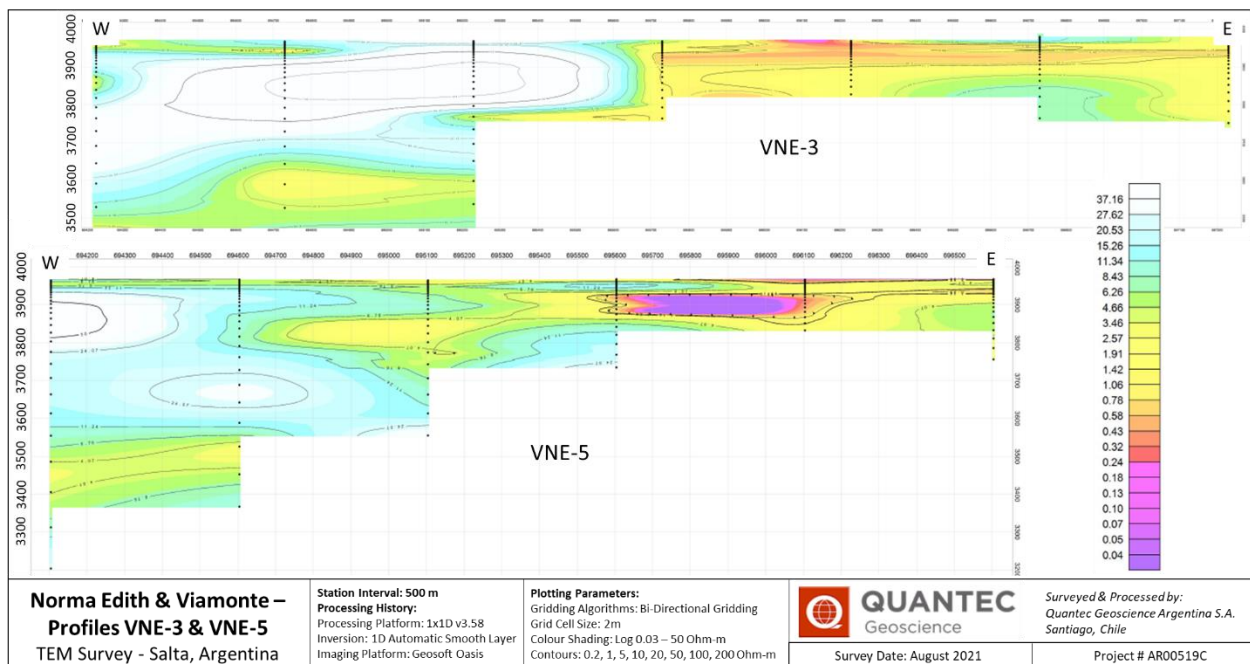 W
E
4000
3900
3800
3700
3600
3500
VNE-3
W
E
694200 694300 694400 694500 694600 694700 694800 694900 695000 695100 695200 695300 695400 695500 695600 695700 695800 695900 696000 696100 696200 696300 696400 696500
4000
3900
3800
3700
3600
3500
3400
3300
VNE-5
37.16
27.62
20.53
15.26
11.34
8.43
6.26
4.66
3.46
2.57
1.91
1.42
1.06
0.78
0.58
0.43
0.32
0.24
0.18
0.13
0.10
0.07
0.05
0.04
Norma Edith & Viamonte –
Profiles VNE-3 & VNE-5
TEM Survey - Salta, Argentina
Station Interval: 500 m
Processing History:
Processing Platform: 1x1D v3.58
Inversion: 1D Automatic Smooth Layer
Imaging Platform: Geosoft Oasis
Plotting Parameters:
Gridding Algorithms: Bi-Directional Gridding
Grid Cell Size: 2m
Colour Shading: Log 0.03 – 50 Ohm-m
Contours: 0.2, 1, 5, 10, 20, 50, 100, 200 Ohm-m
QUANTEC
Geoscience
Surveyed & Processed by:
Quantec Geoscience Argentina S.A.
Santiago, Chile
Survey Date: August 2021
Project # AR00519C